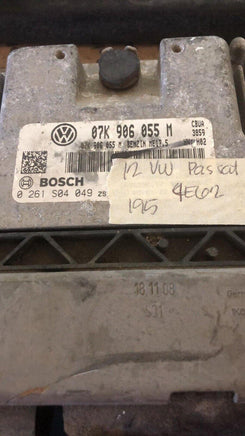 07K 906 055 M
CBUA
3859
07K 906 055 M BENZIN ME17.5
H02
BOSCH
0 261 S04 049
12 VW Passat
4E62
195
18 11 08